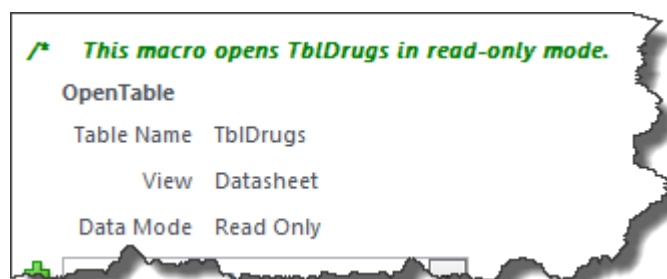 /* This macro opens TblDrugs in read-only mode.
OpenTable
Table Name TblDrugs
View Datasheet
Data Mode Read Only